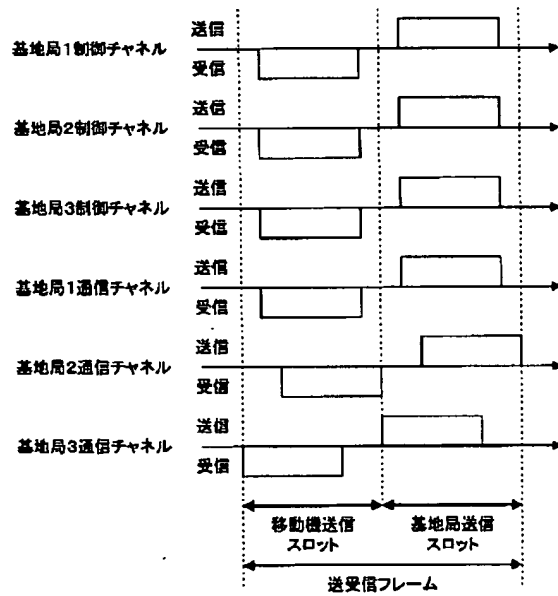 送信
基地局1制御チャネル
受信
送信
基地局2制御チャネル
受信
送信
基地局3制御チャネル
受信
送信
基地局1通信チャネル
受信
送信
基地局2通信チャネル
受信
送信
基地局3通信チャネル
受信
移動機送信
スロット
基地局送信
スロット
送受信フレーム